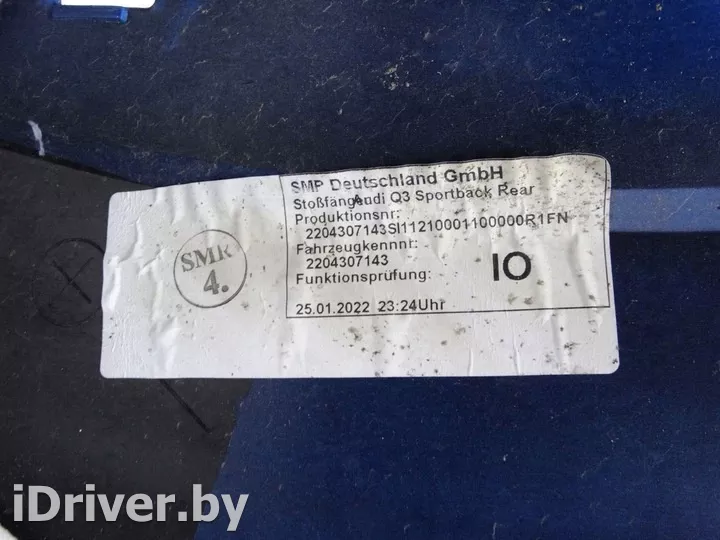 SMP Deutschland GmbH
StoßfängAudi Q3 Sportback Rear
Produktionsnr:
2204307143SI11210001100000R1FN
Fahrzeugkennnr:
2204307143
Funktionsprüfung: IO
25.01.2022 23:24Uhr
SMR
4.
iDriver.by